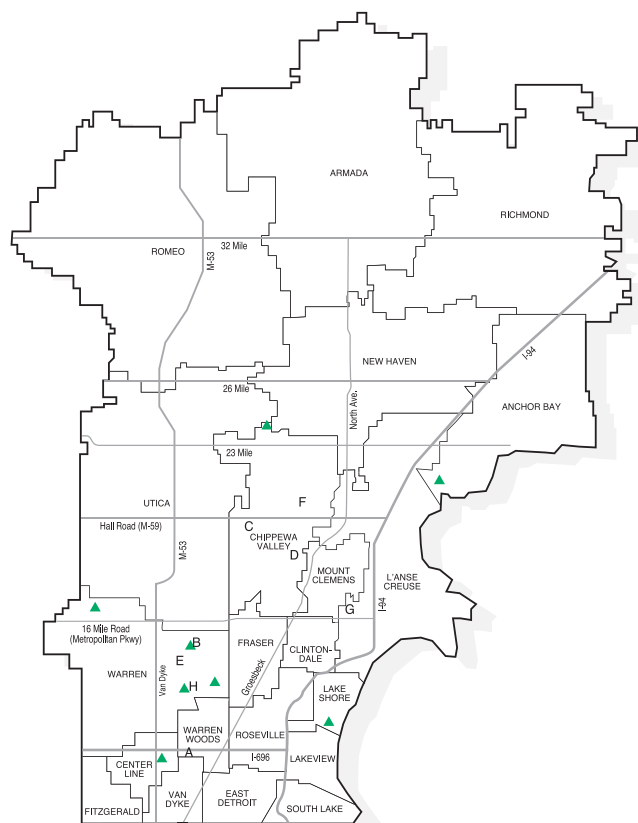 ARMADA
RICHMOND
ROMEO
32 Mile
M-53
I-94
NEW HAVEN
26 Mile
North Ave.
ANCHOR BAY
23 Mile
UTICA
F
Hall Road (M-59)
C
CHIPPEWA
VALLEY
M-53
D
MOUNT
CLEMENS
L'ANSE
CREUSE
I-94
G
16 Mile Road
(Metropolitan Pkwy)
B
FRASER
CLINTON-
DALE
E
WARREN
Van Dyke
H
Groesbeck
LAKE
SHORE
WARREN
WOODS
ROSEVILLE
A
I-696
LAKEVIEW
CENTER
LINE
VAN
DYKE
EAST
DETROIT
FITZGERALD
SOUTH LAKE